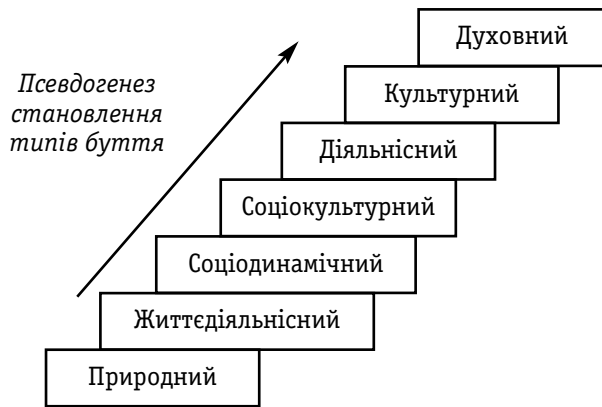 Духовний
Псевдогенез
становлення
типів буття
Культурний
Діяльнісний
Соціокультурний
Соціодинамічний
Життєдіяльнісний
Природний